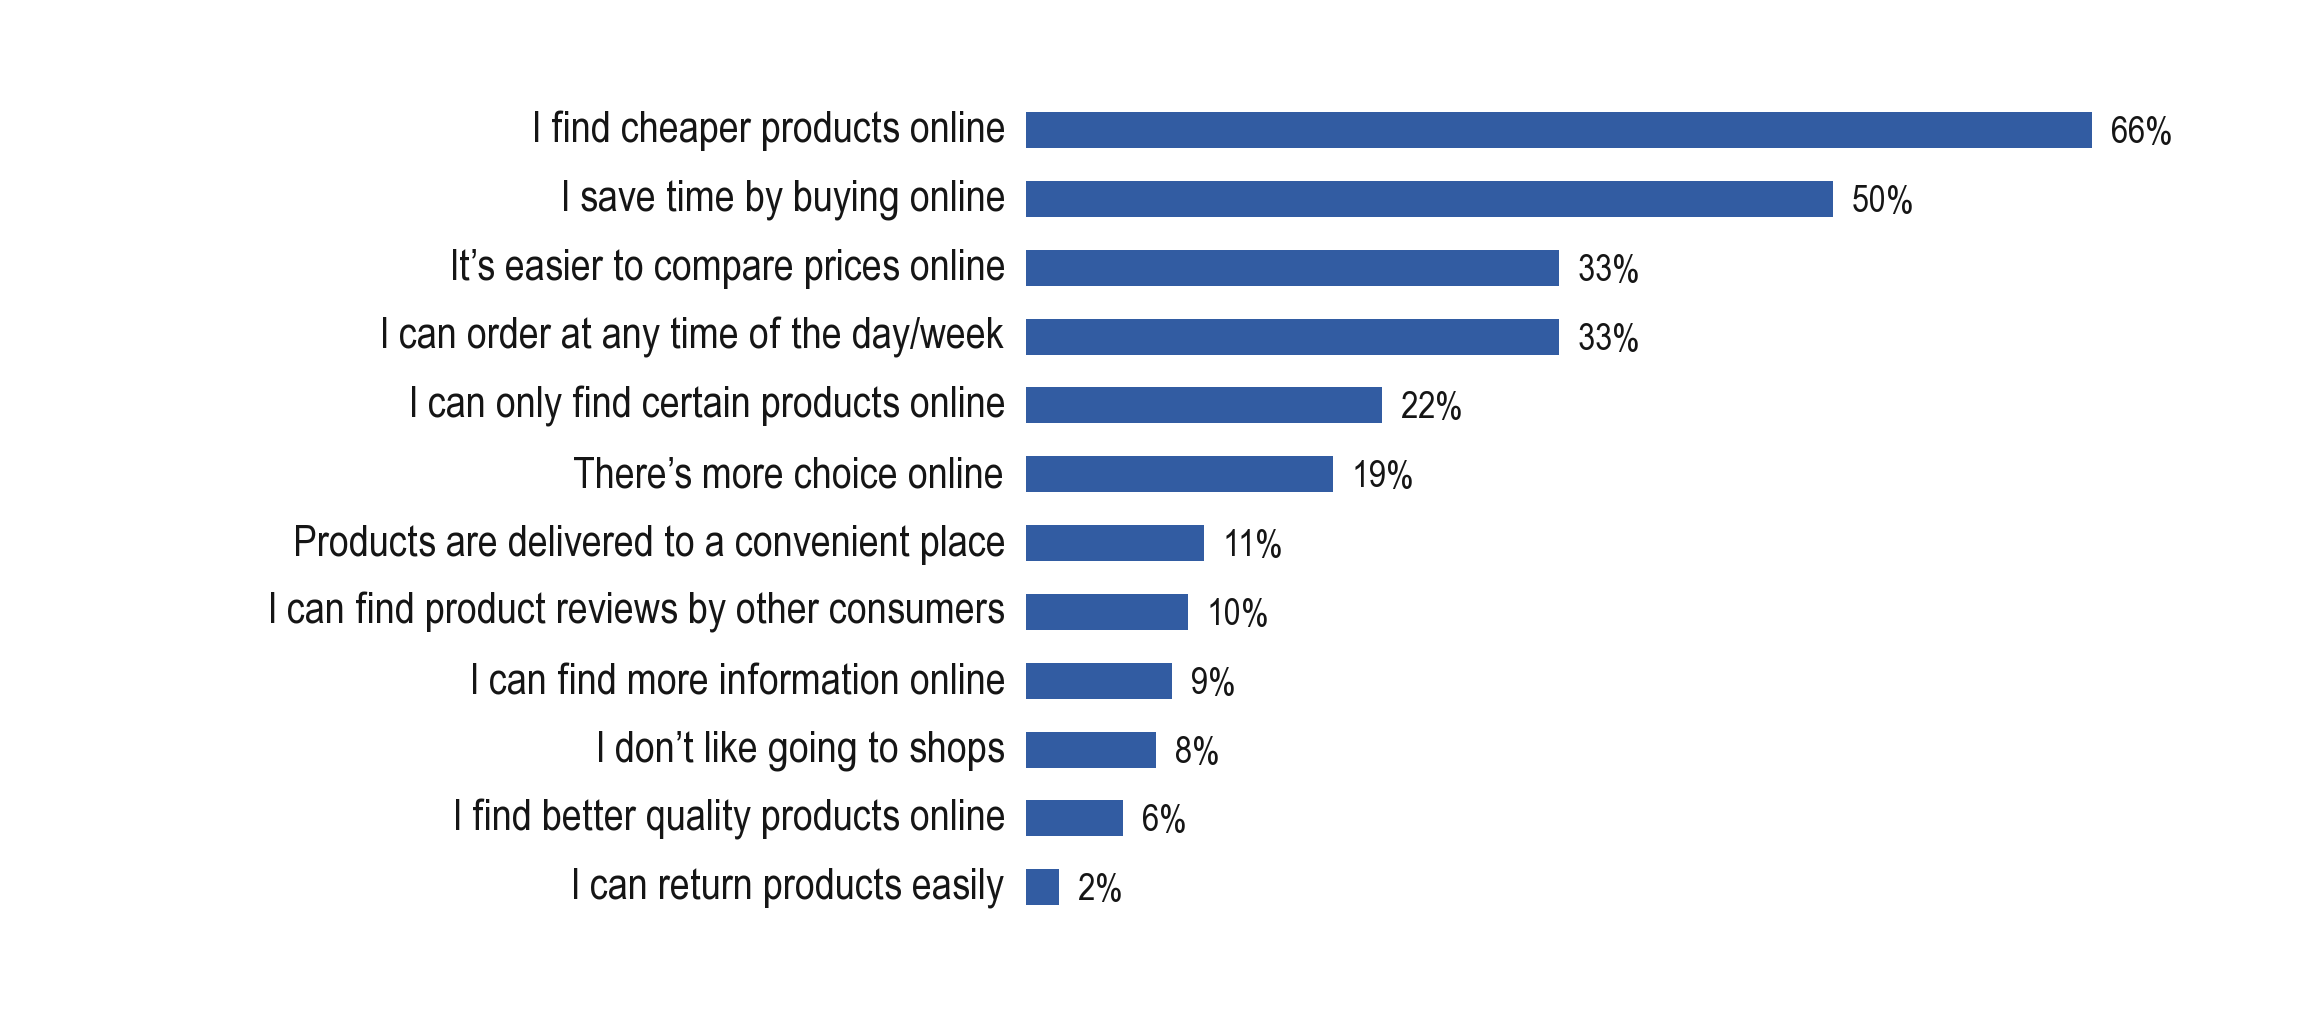 I find cheaper products online 66%
I save time by buying online 50%
It’s easier to compare prices online 33%
I can order at any time of the day/week 33%
I can only find certain products online 22%
There’s more choice online 19%
Products are delivered to a convenient place 11%
I can find product reviews by other consumers 10%
I can find more information online 9%
I don’t like going to shops 8%
I find better quality products online 6%
I can return products easily 2%